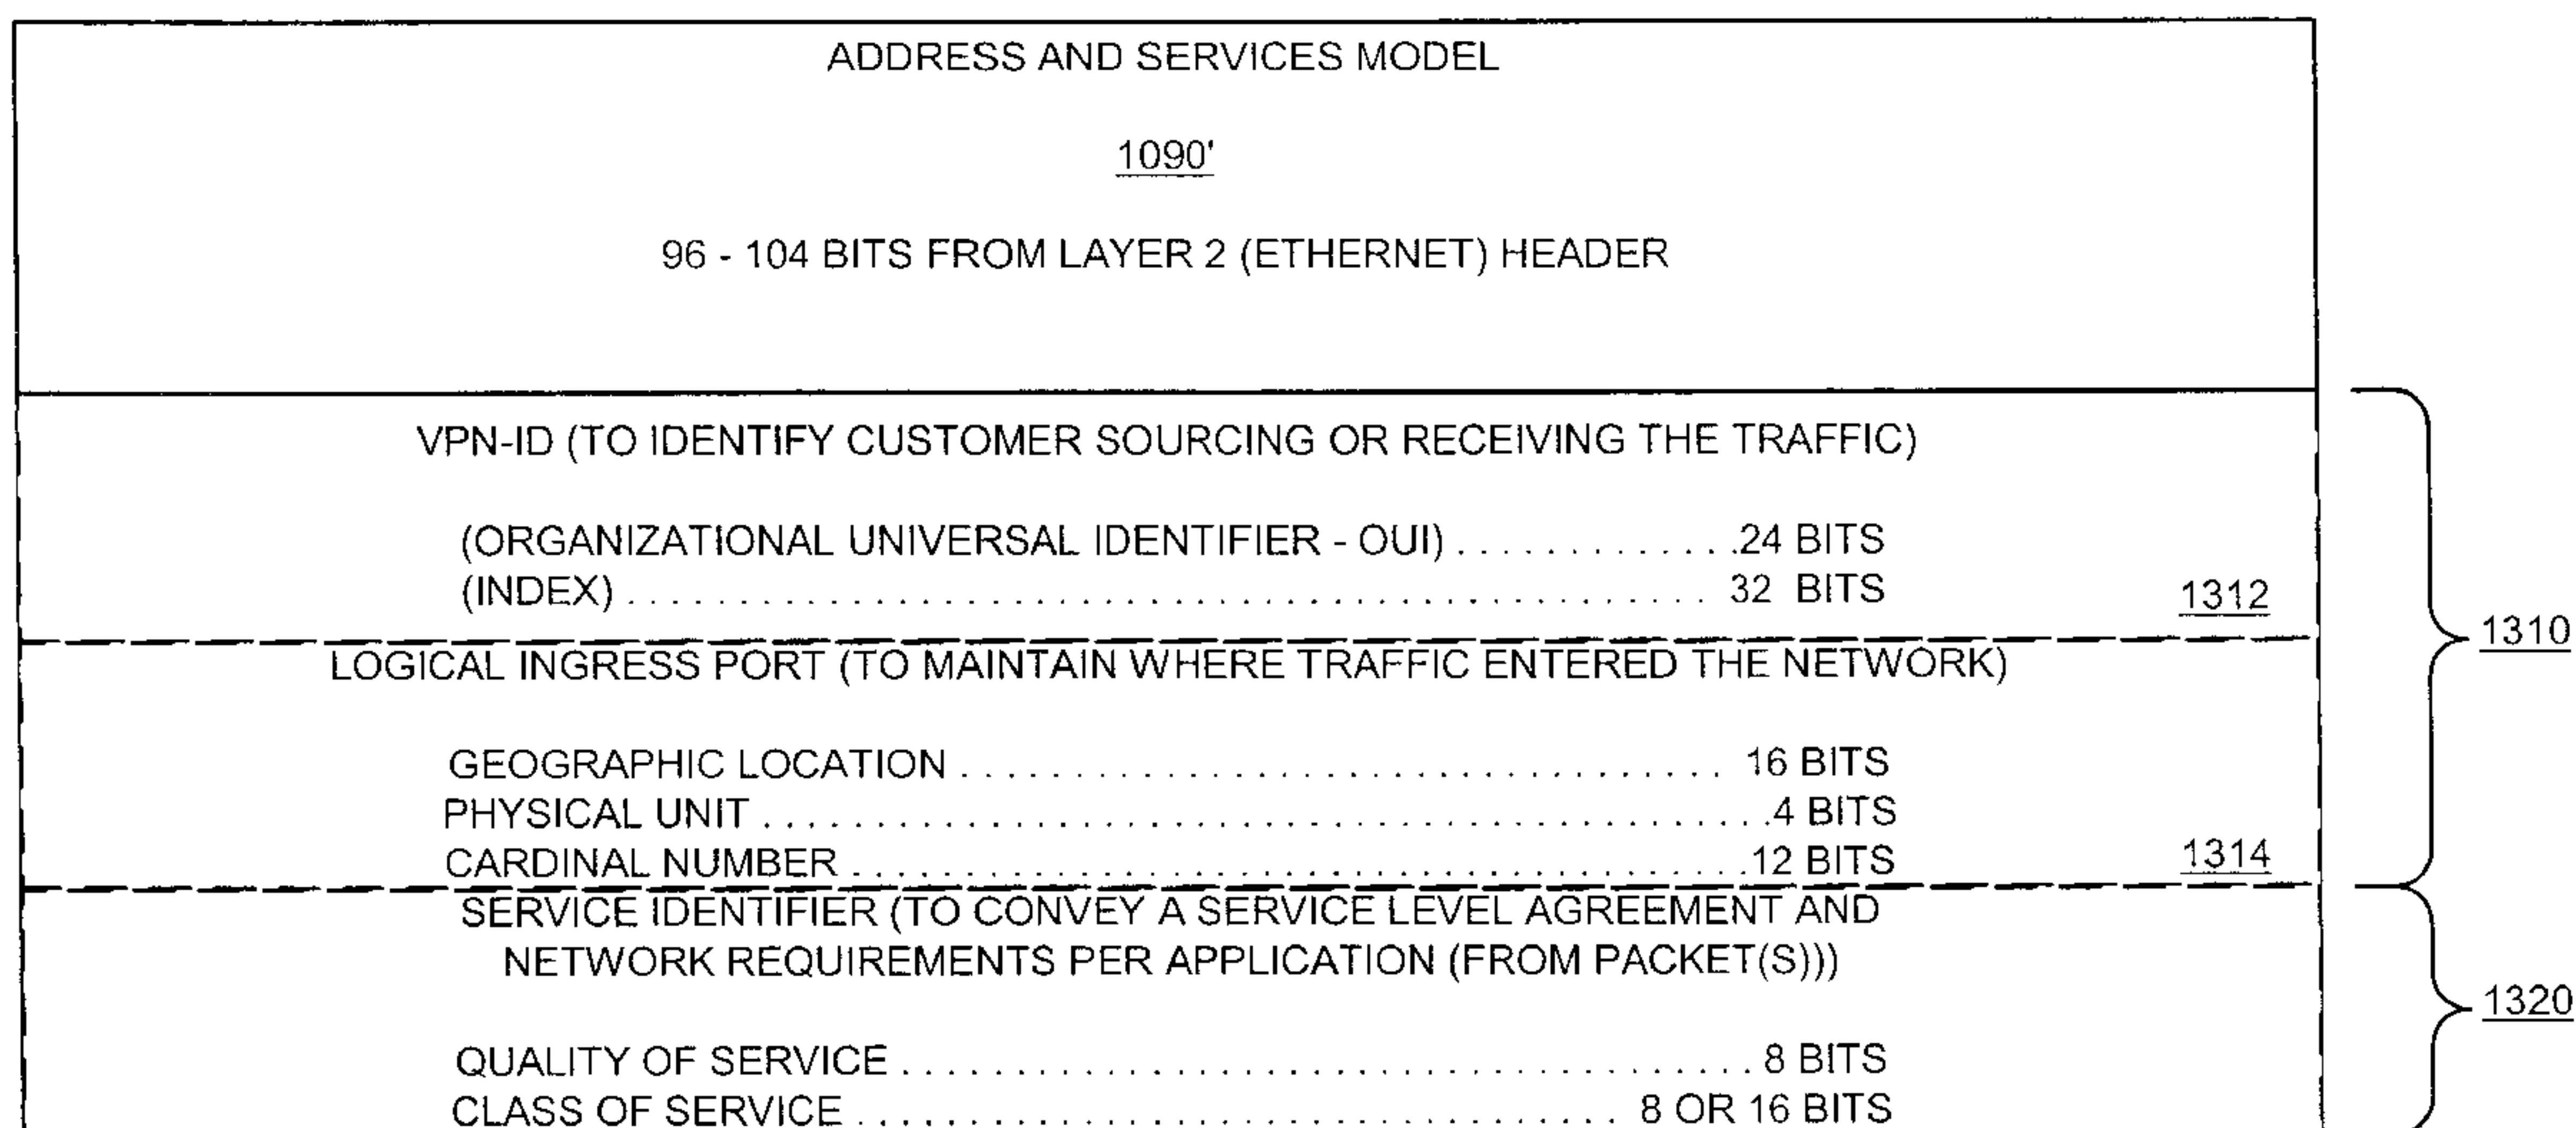 ADDRESS AND SERVICES MODEL
1090'
96 - 104 BITS FROM LAYER 2 (ETHERNET) HEADER
VPN-ID (TO IDENTIFY CUSTOMER SOURCING OR RECEIVING THE TRAFFIC)
(ORGANIZATIONAL UNIVERSAL IDENTIFIER - OUI) . . . . . . . . . . . . .24 BITS
(INDEX) . . . . . . . . . . . . . . . . . . . . . . . . . . . . . . . . . . . . . . . . . . . . . . . 32 BITS
1312
1310
LOGICAL INGRESS PORT (TO MAINTAIN WHERE TRAFFIC ENTERED THE NETWORK)
GEOGRAPHIC LOCATION . . . . . . . . . . . . . . . . . . . . . . . . . . . . . . . . . 16 BITS
PHYSICAL UNIT . . . . . . . . . . . . . . . . . . . . . . . . . . . . . . . . . . . . . . . . . . . .4 BITS
CARDINAL NUMBER . . . . . . . . . . . . . . . . . . . . . . . . . . . . . . . . . . . . . . .12 BITS
1314
SERVICE IDENTIFIER (TO CONVEY A SERVICE LEVEL AGREEMENT AND
NETWORK REQUIREMENTS PER APPLICATION (FROM PACKET(S)))
1320
QUALITY OF SERVICE . . . . . . . . . . . . . . . . . . . . . . . . . . . . . . . . . . . . . 8 BITS
CLASS OF SERVICE . . . . . . . . . . . . . . . . . . . . . . . . . . . . . . . . . 8 OR 16 BITS